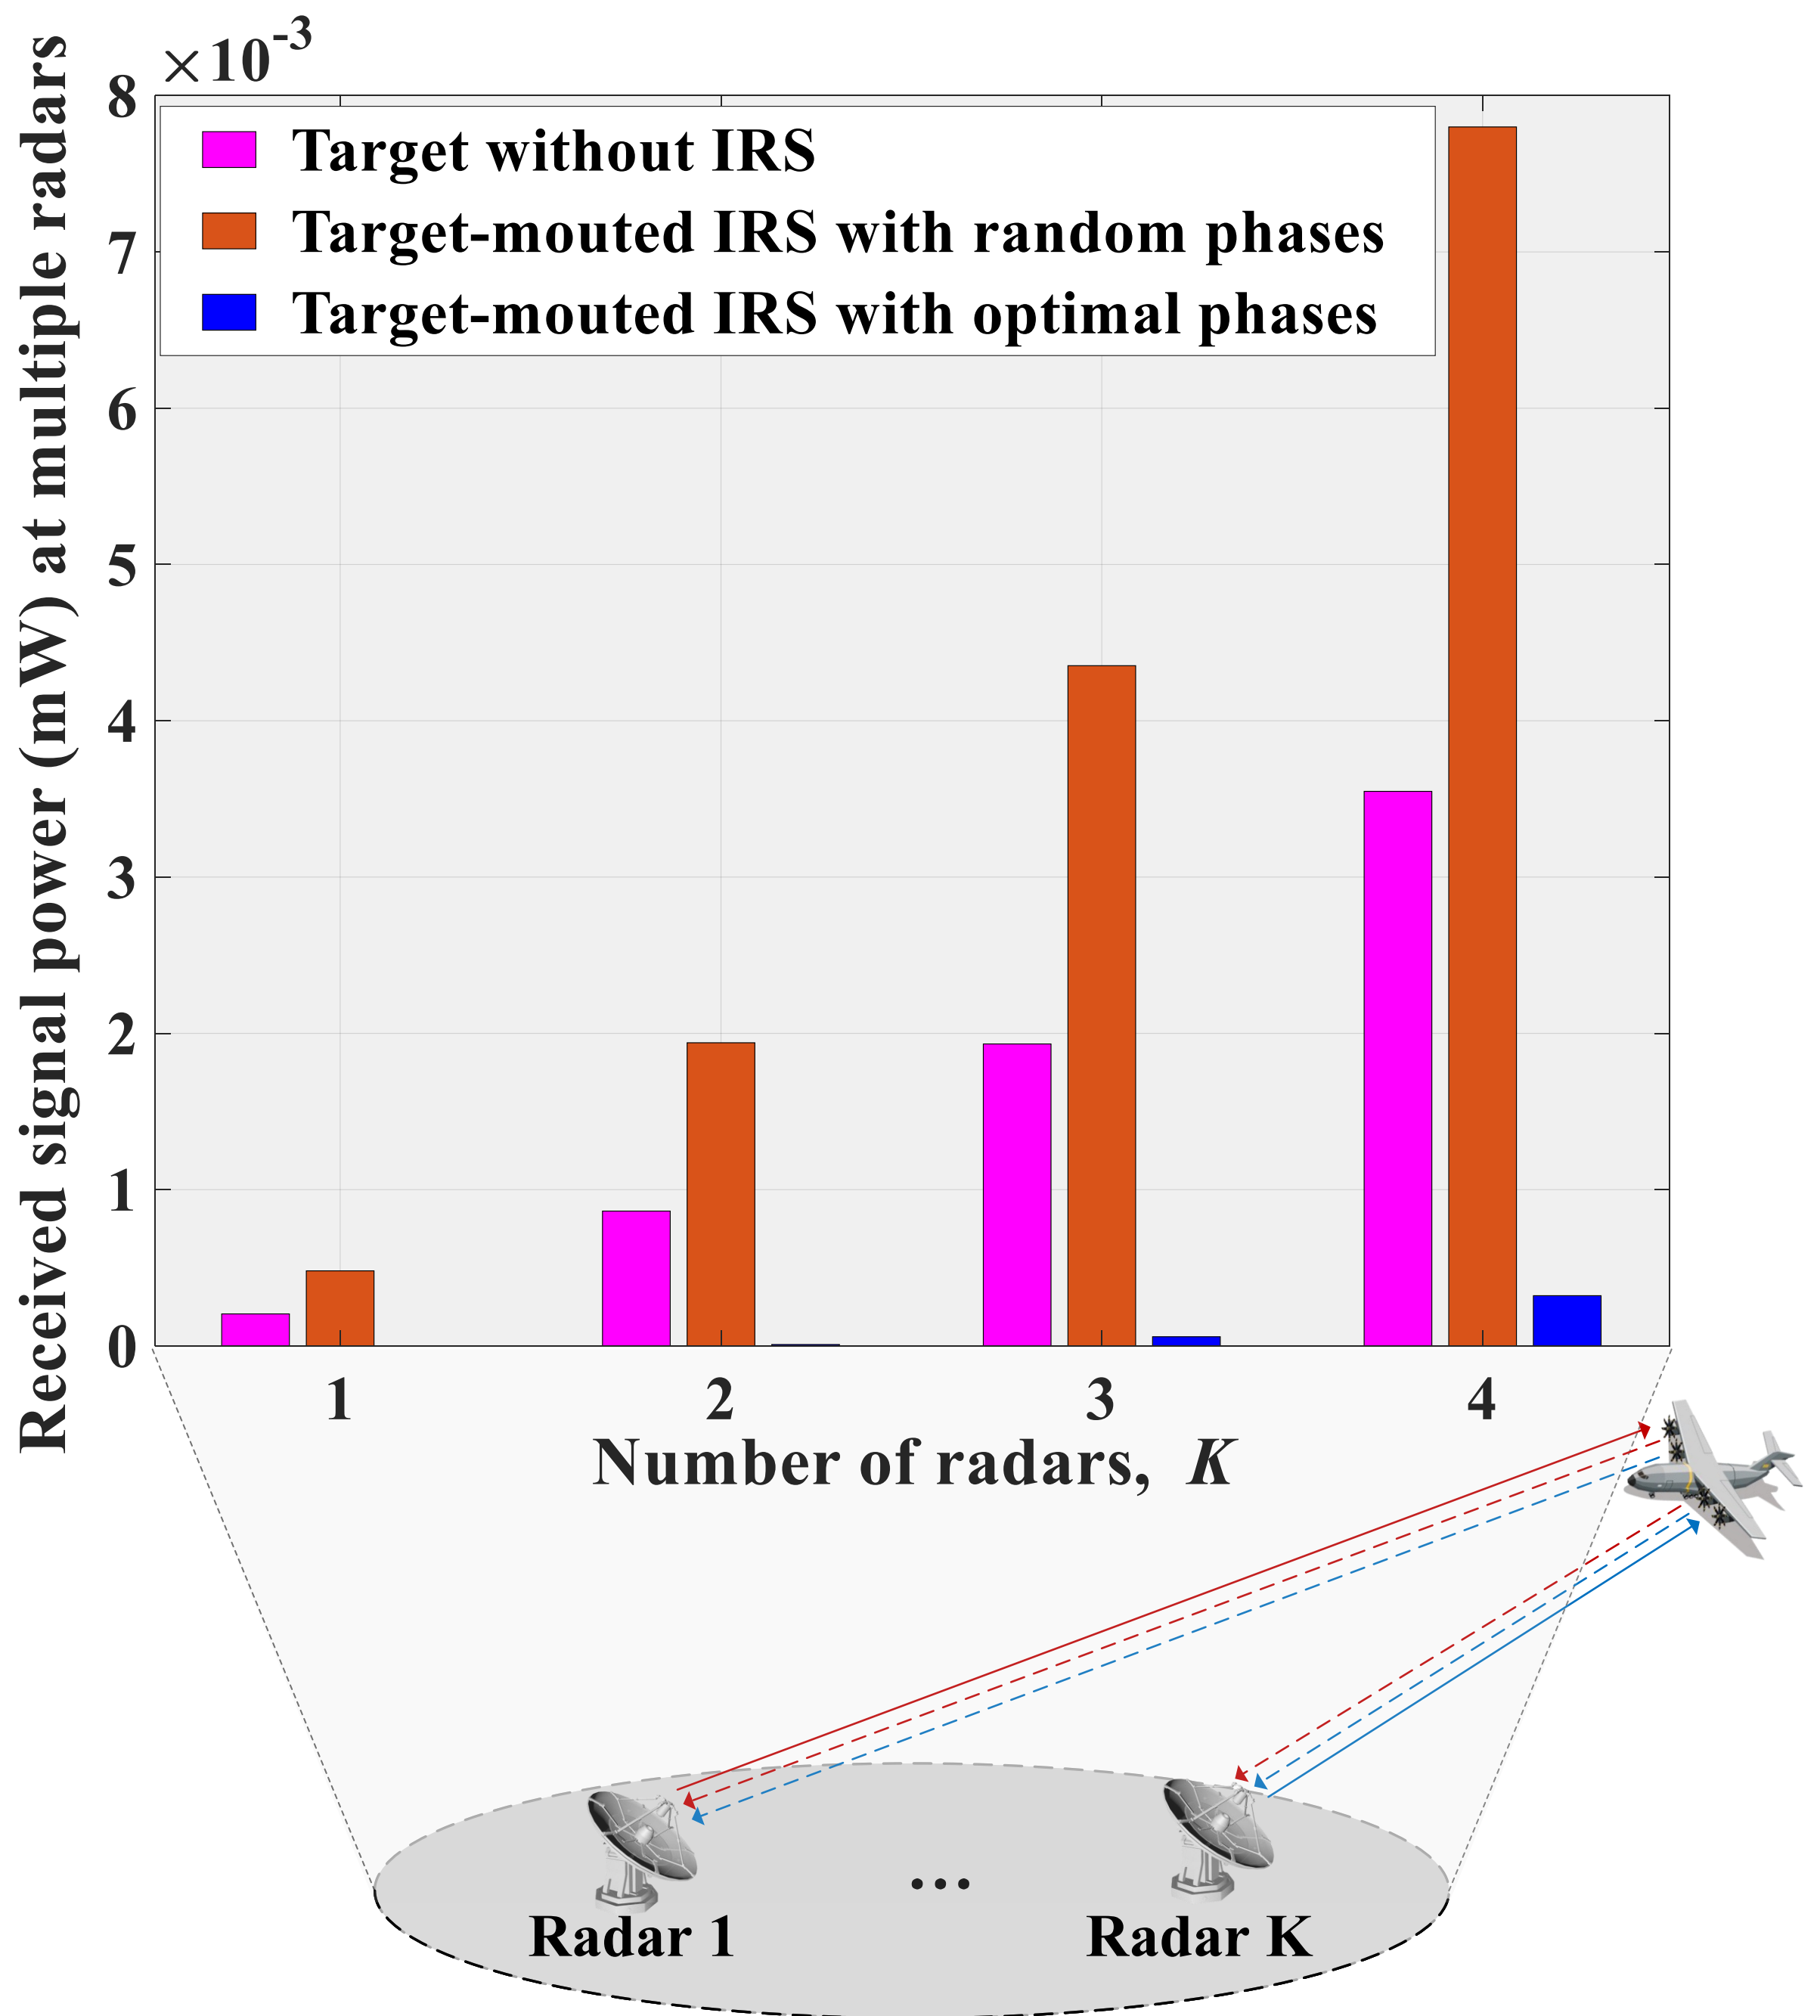 ×10-3
8
7
6
5
4
3
2
1
0
Received signal power (mW) at multiple radars
Target without IRS
Target-mouted IRS with random phases
Target-mouted IRS with optimal phases
1 2 3 4
Number of radars, K
...
Radar 1
Radar K